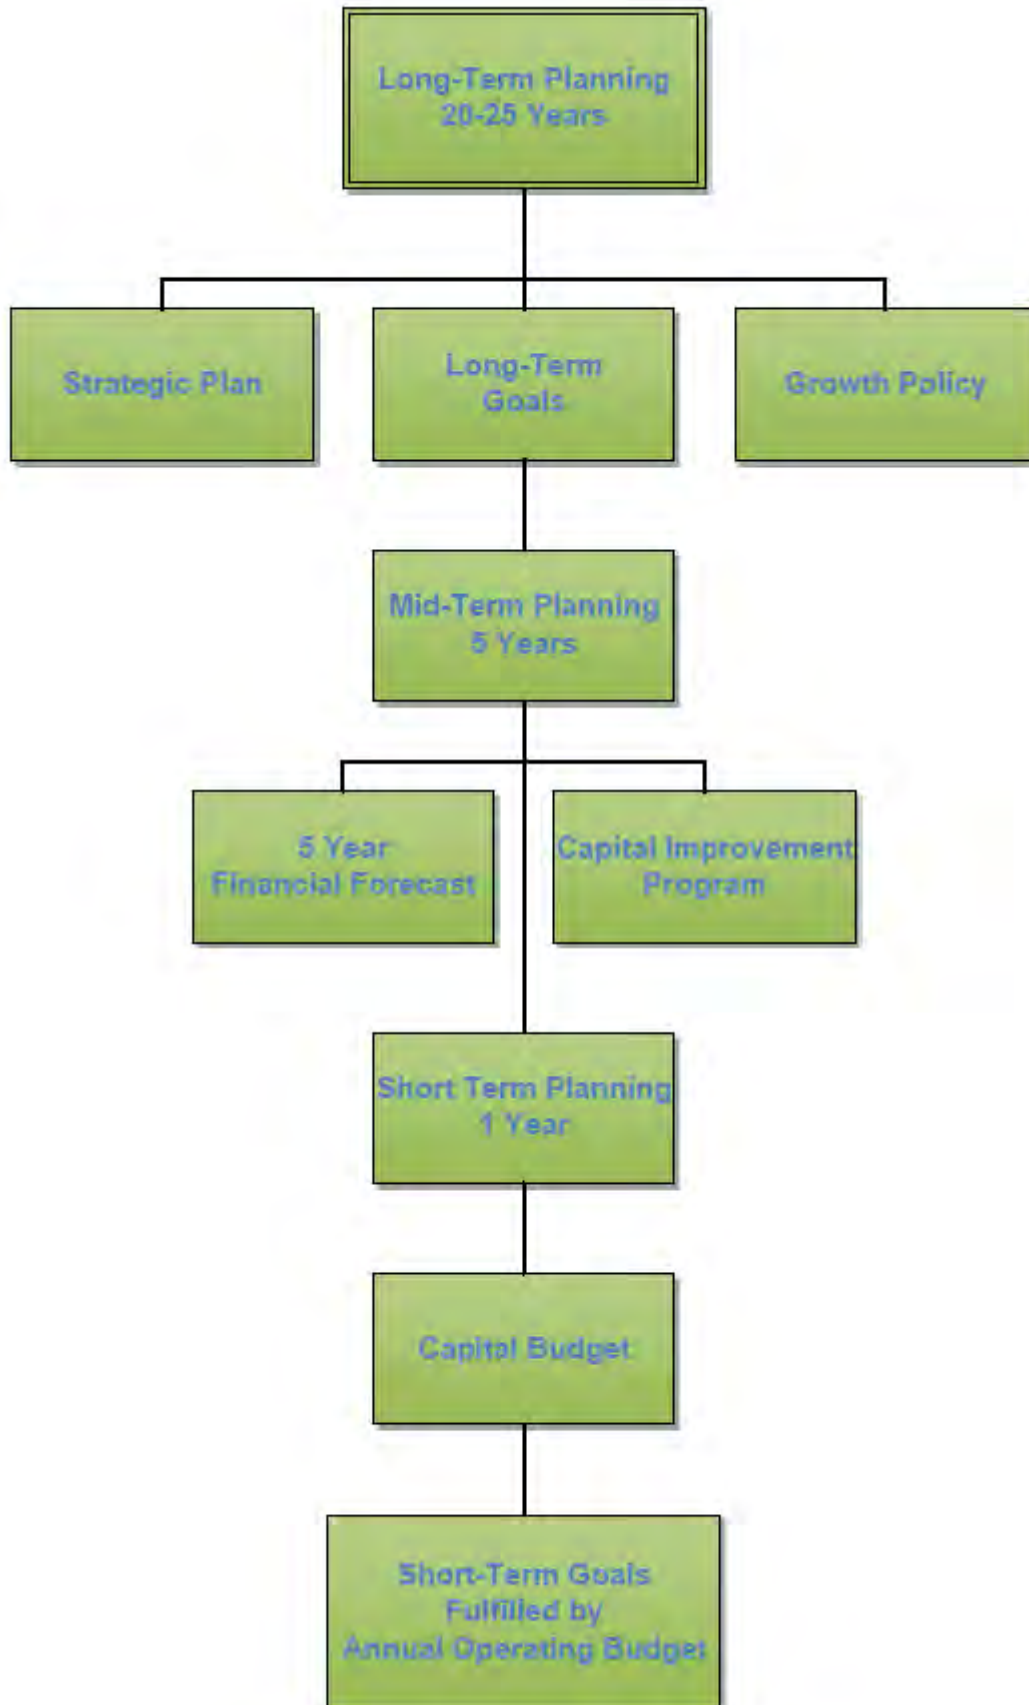 Long-Term Planning
20-25 Years
Strategic Plan
Long-Term
Goals
Growth Policy
Mid-Term Planning
5 Years
5 Year
Financial Forecast
Capital Improvement
Program
Short Term Planning
1 Year
Capital Budget
Short-Term Goals
Fulfilled by
Annual Operating Budget